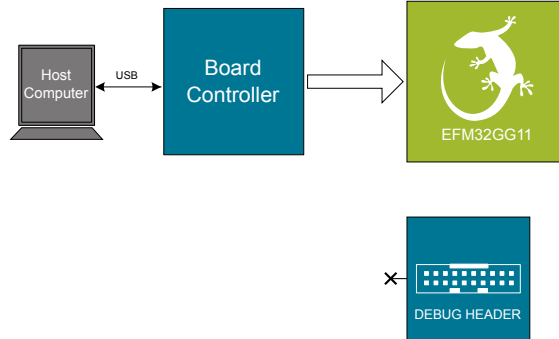 Host
Computer
USB
Board
Controller
EFM32GG11
DEBUG HEADER